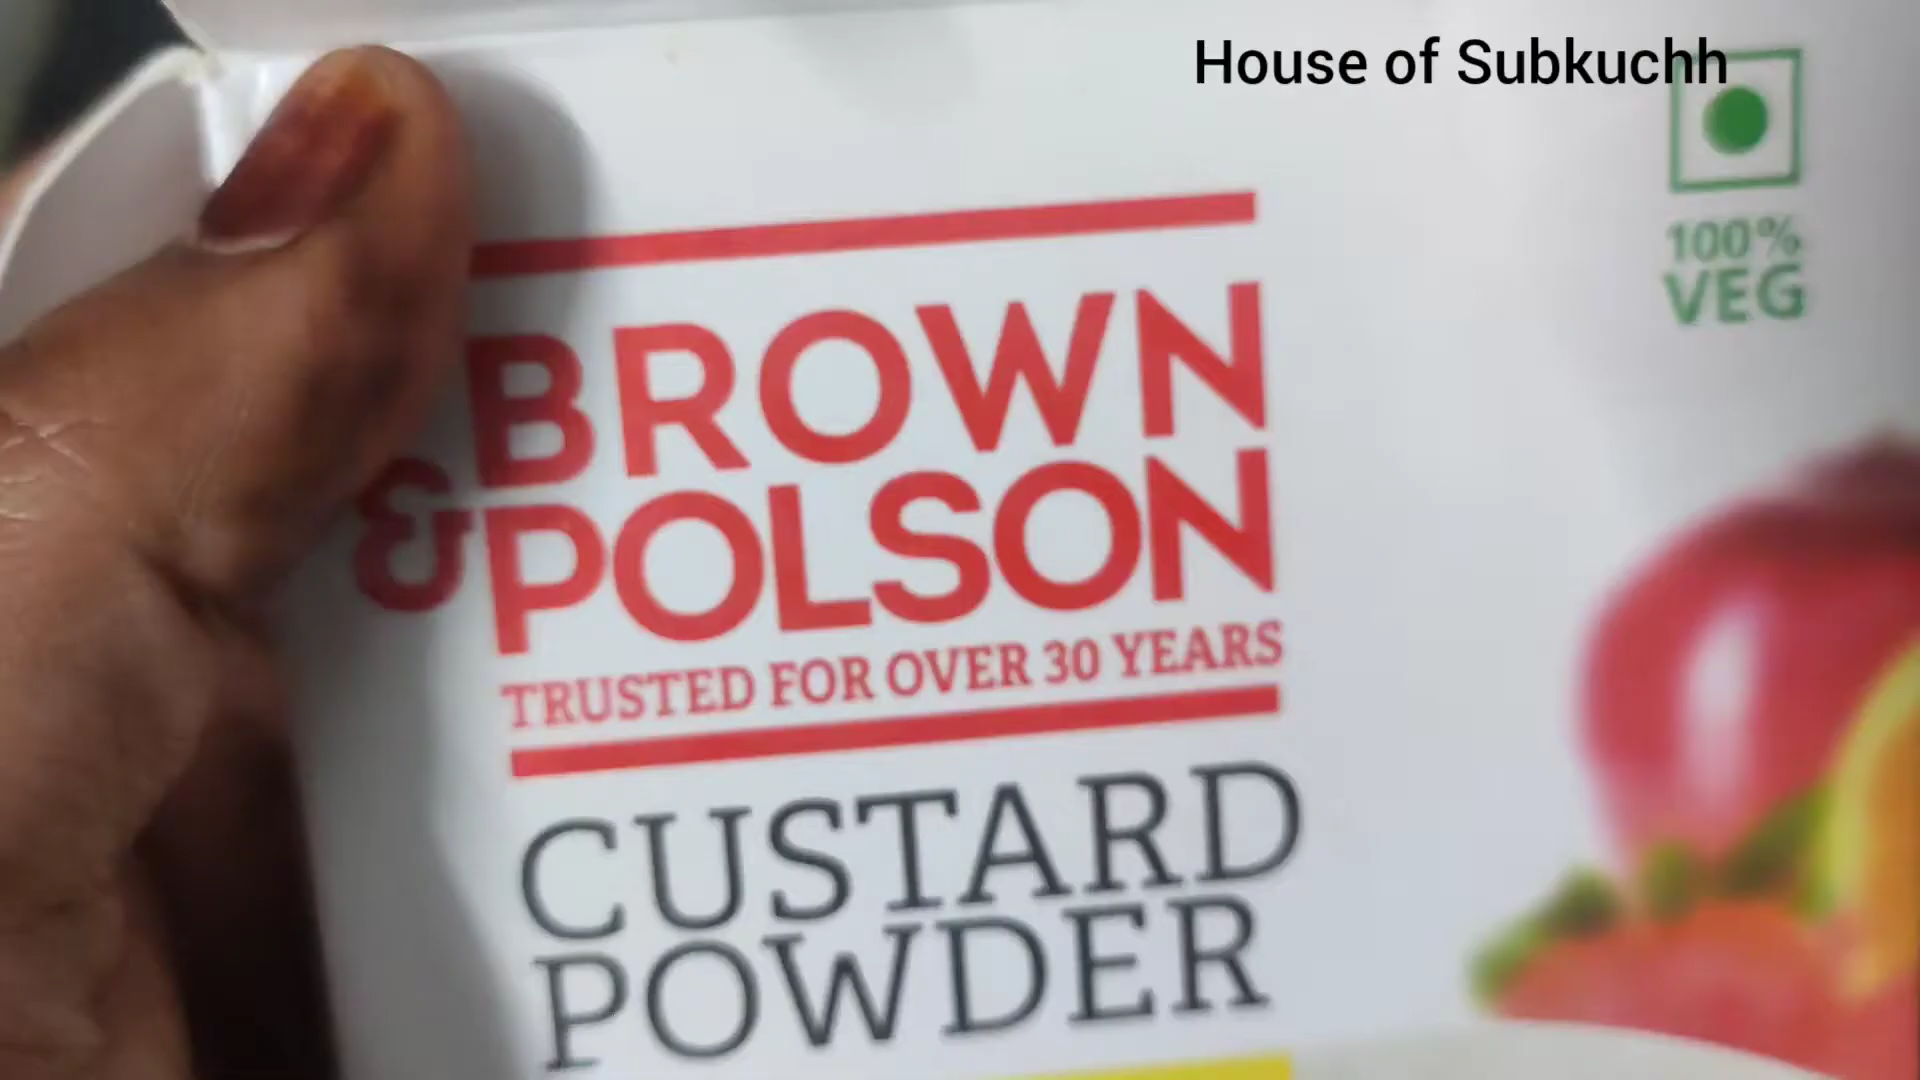 House of Subkuchh
100%
VEG
BROWN
& POLSON
TRUSTED FOR OVER 30 YEARS
CUSTARD
POWDER